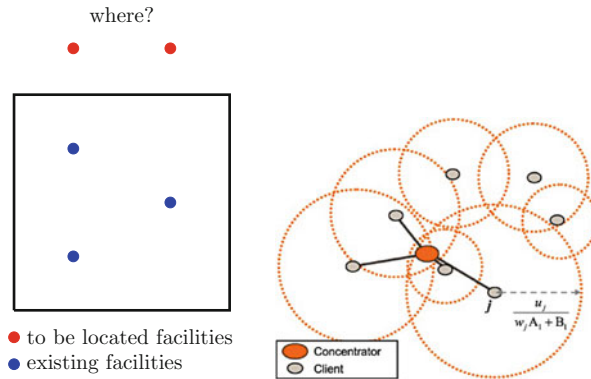 where?
to be located facilities
existing facilities
j
u_j
w_j A_1 + B_1
Concentrator
Client